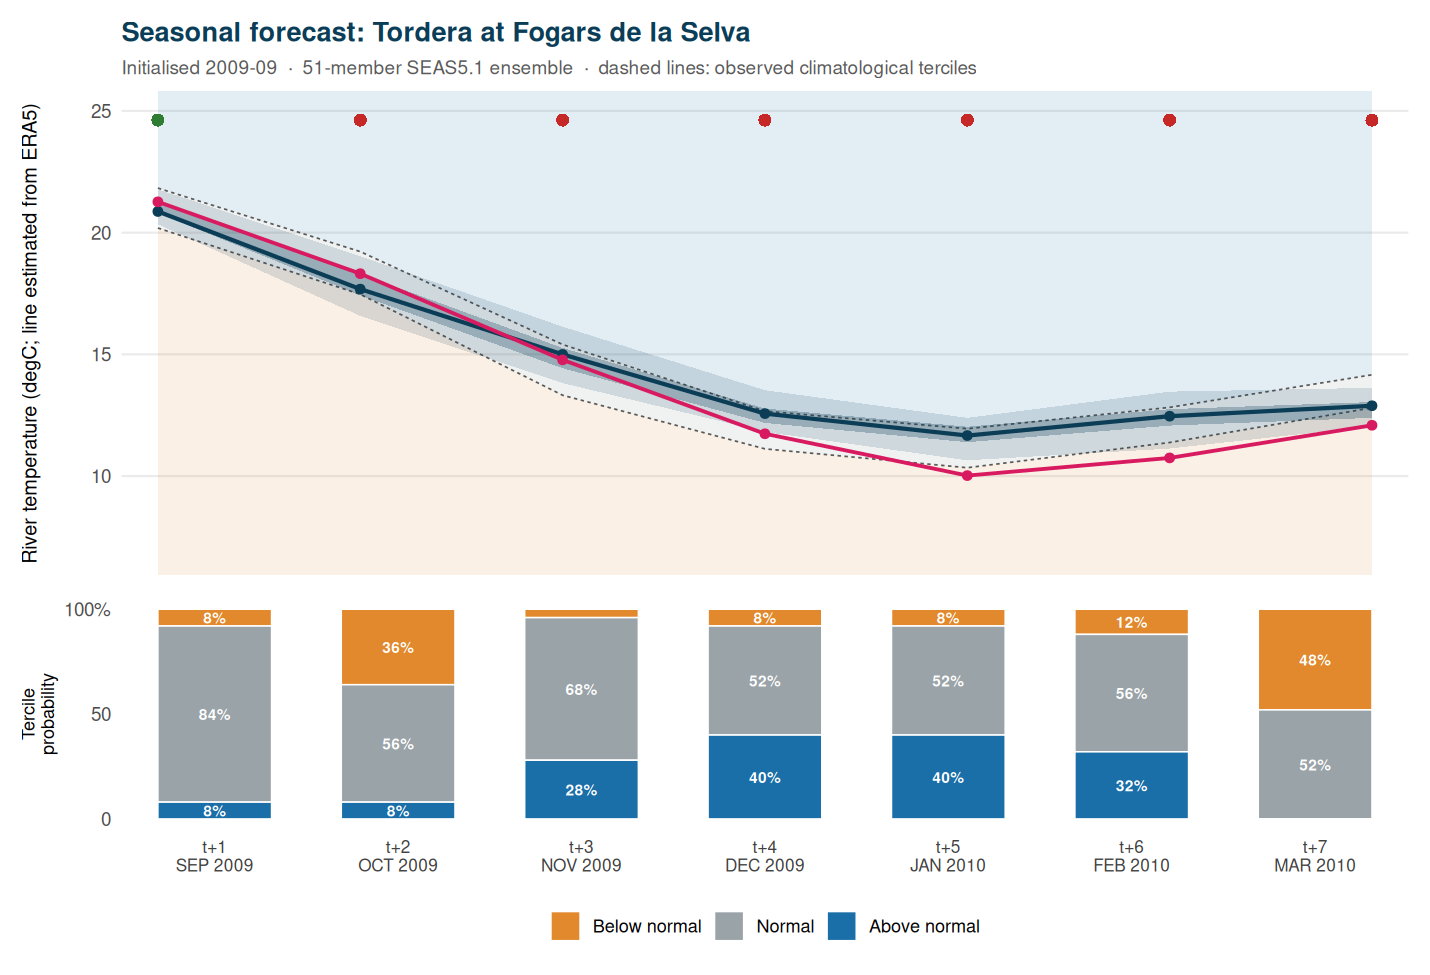 Seasonal forecast: Tordera at Fogars de la Selva
Initialised 2009-09 · 51-member SEAS5.1 ensemble · dashed lines: observed climatological terciles
River temperature (degC; line estimated from ERA5)
25
20
15
10
Tercile
probability
100%
50
0
8%
84%
8%
36%
56%
8%
68%
28%
8%
52%
40%
8%
52%
40%
12%
56%
32%
48%
52%
t+1
SEP 2009
t+2
OCT 2009
t+3
NOV 2009
t+4
DEC 2009
t+5
JAN 2010
t+6
FEB 2010
t+7
MAR 2010
Below normal
Normal
Above normal